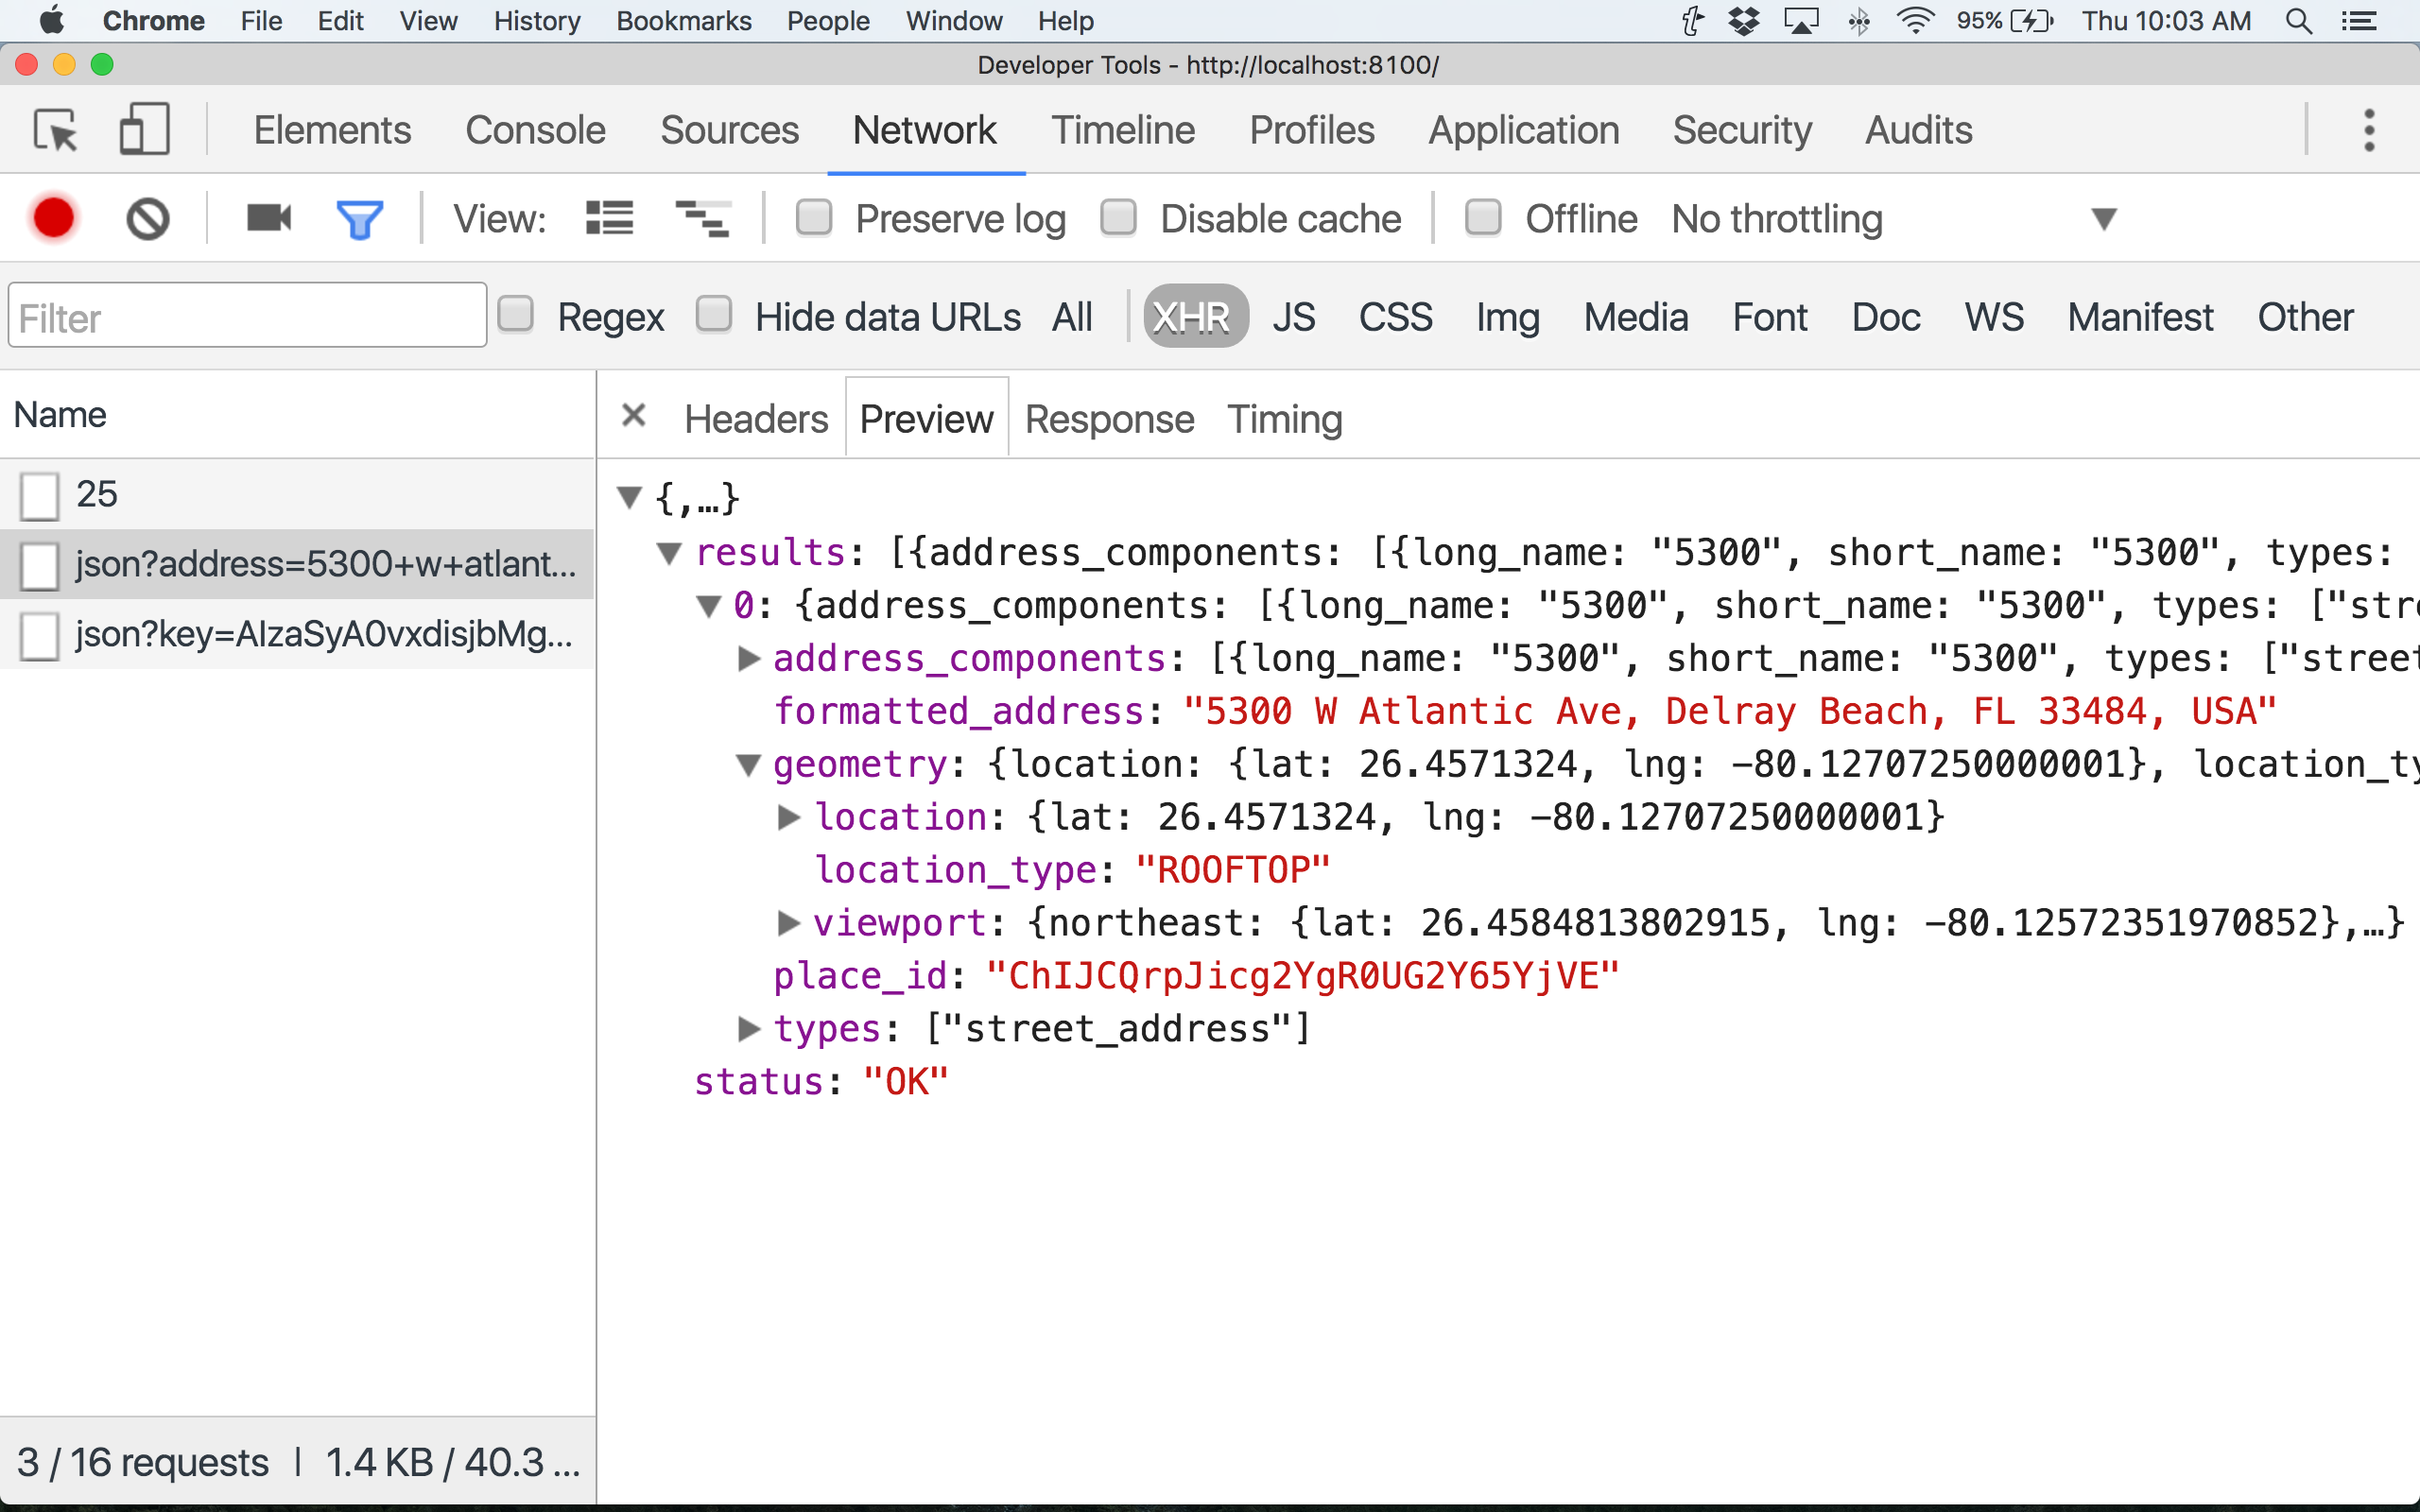 Chrome File Edit View History Bookmarks People Window Help 95% Thu 10:03 AM
Developer Tools - http://localhost:8100/
Elements Console Sources Network Timeline Profiles Application Security Audits
View: Preserve log Disable cache Offline No throttling
Filter Regex Hide data URLs All XHR JS CSS Img Media Font Doc WS Manifest Other
Name
25
json?address=5300+w+atlant...
json?key=AIzaSyA0vxdisjbMg...
3 / 16 requests | 1.4 KB / 40.3 ...
× Headers Preview Response Timing
▼ {,…}
▼ results: [{address_components: [{long_name: "5300", short_name: "5300", types:
▼ 0: {address_components: [{long_name: "5300", short_name: "5300", types: ["stre
▶ address_components: [{long_name: "5300", short_name: "5300", types: ["street
formatted_address: "5300 W Atlantic Ave, Delray Beach, FL 33484, USA"
▼ geometry: {location: {lat: 26.4571324, lng: -80.12707250000001}, location_ty
▶ location: {lat: 26.4571324, lng: -80.12707250000001}
location_type: "ROOFTOP"
▶ viewport: {northeast: {lat: 26.4584813802915, lng: -80.12572351970852},…}
place_id: "ChIJCQrpJicg2YgR0UG2Y65YjVE"
▶ types: ["street_address"]
status: "OK"